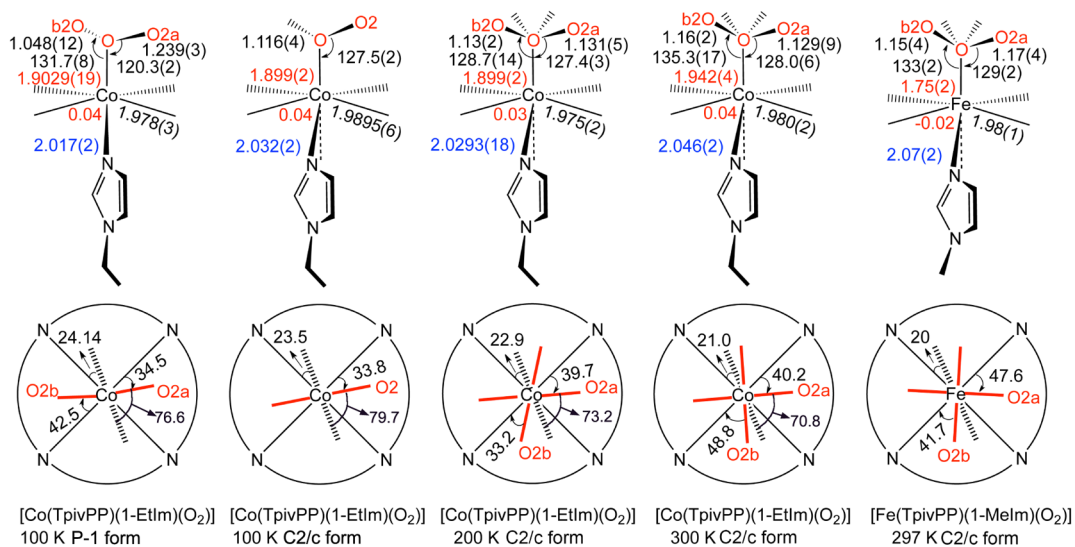 b2O O2a
O
1.048(12) 1.239(3)
131.7(8) 120.3(2)
1.9029(19)
Co
0.04 1.978(3)
2.017(2)
N
N
O2
1.116(4) O
127.5(2)
1.899(2)
Co
0.04 1.9895(6)
2.032(2)
N
N
b2O O2a
O
1.13(2) 1.131(5)
128.7(14) 127.4(3)
1.899(2)
Co
0.03 1.975(2)
2.0293(18)
N
N
b2O O2a
O
1.16(2) 1.129(9)
135.3(17) 128.0(6)
1.942(4)
Co
0.04 1.980(2)
2.046(2)
N
N
b2O O2a
O
1.15(4) 1.17(4)
133(2) 129(2)
1.75(2)
Fe
-0.02 1.98(1)
2.07(2)
N
N
N N
24.14
34.5
O2b Co O2a
42.5 76.6
N N
N N
23.5
33.8
Co O2
79.7
N N
N N
22.9
39.7
Co O2a
73.2
33.2
O2b
N N
N N
21.0
40.2
Co O2a
70.8
48.8
O2b
N N
N N
20
47.6
Fe O2a
41.7
O2b
N N
[Co(TpivPP)(1-EtIm)(O2)]
100 K P-1 form
[Co(TpivPP)(1-EtIm)(O2)]
100 K C2/c form
[Co(TpivPP)(1-EtIm)(O2)]
200 K C2/c form
[Co(TpivPP)(1-EtIm)(O2)]
300 K C2/c form
[Fe(TpivPP)(1-MeIm)(O2)]
297 K C2/c form